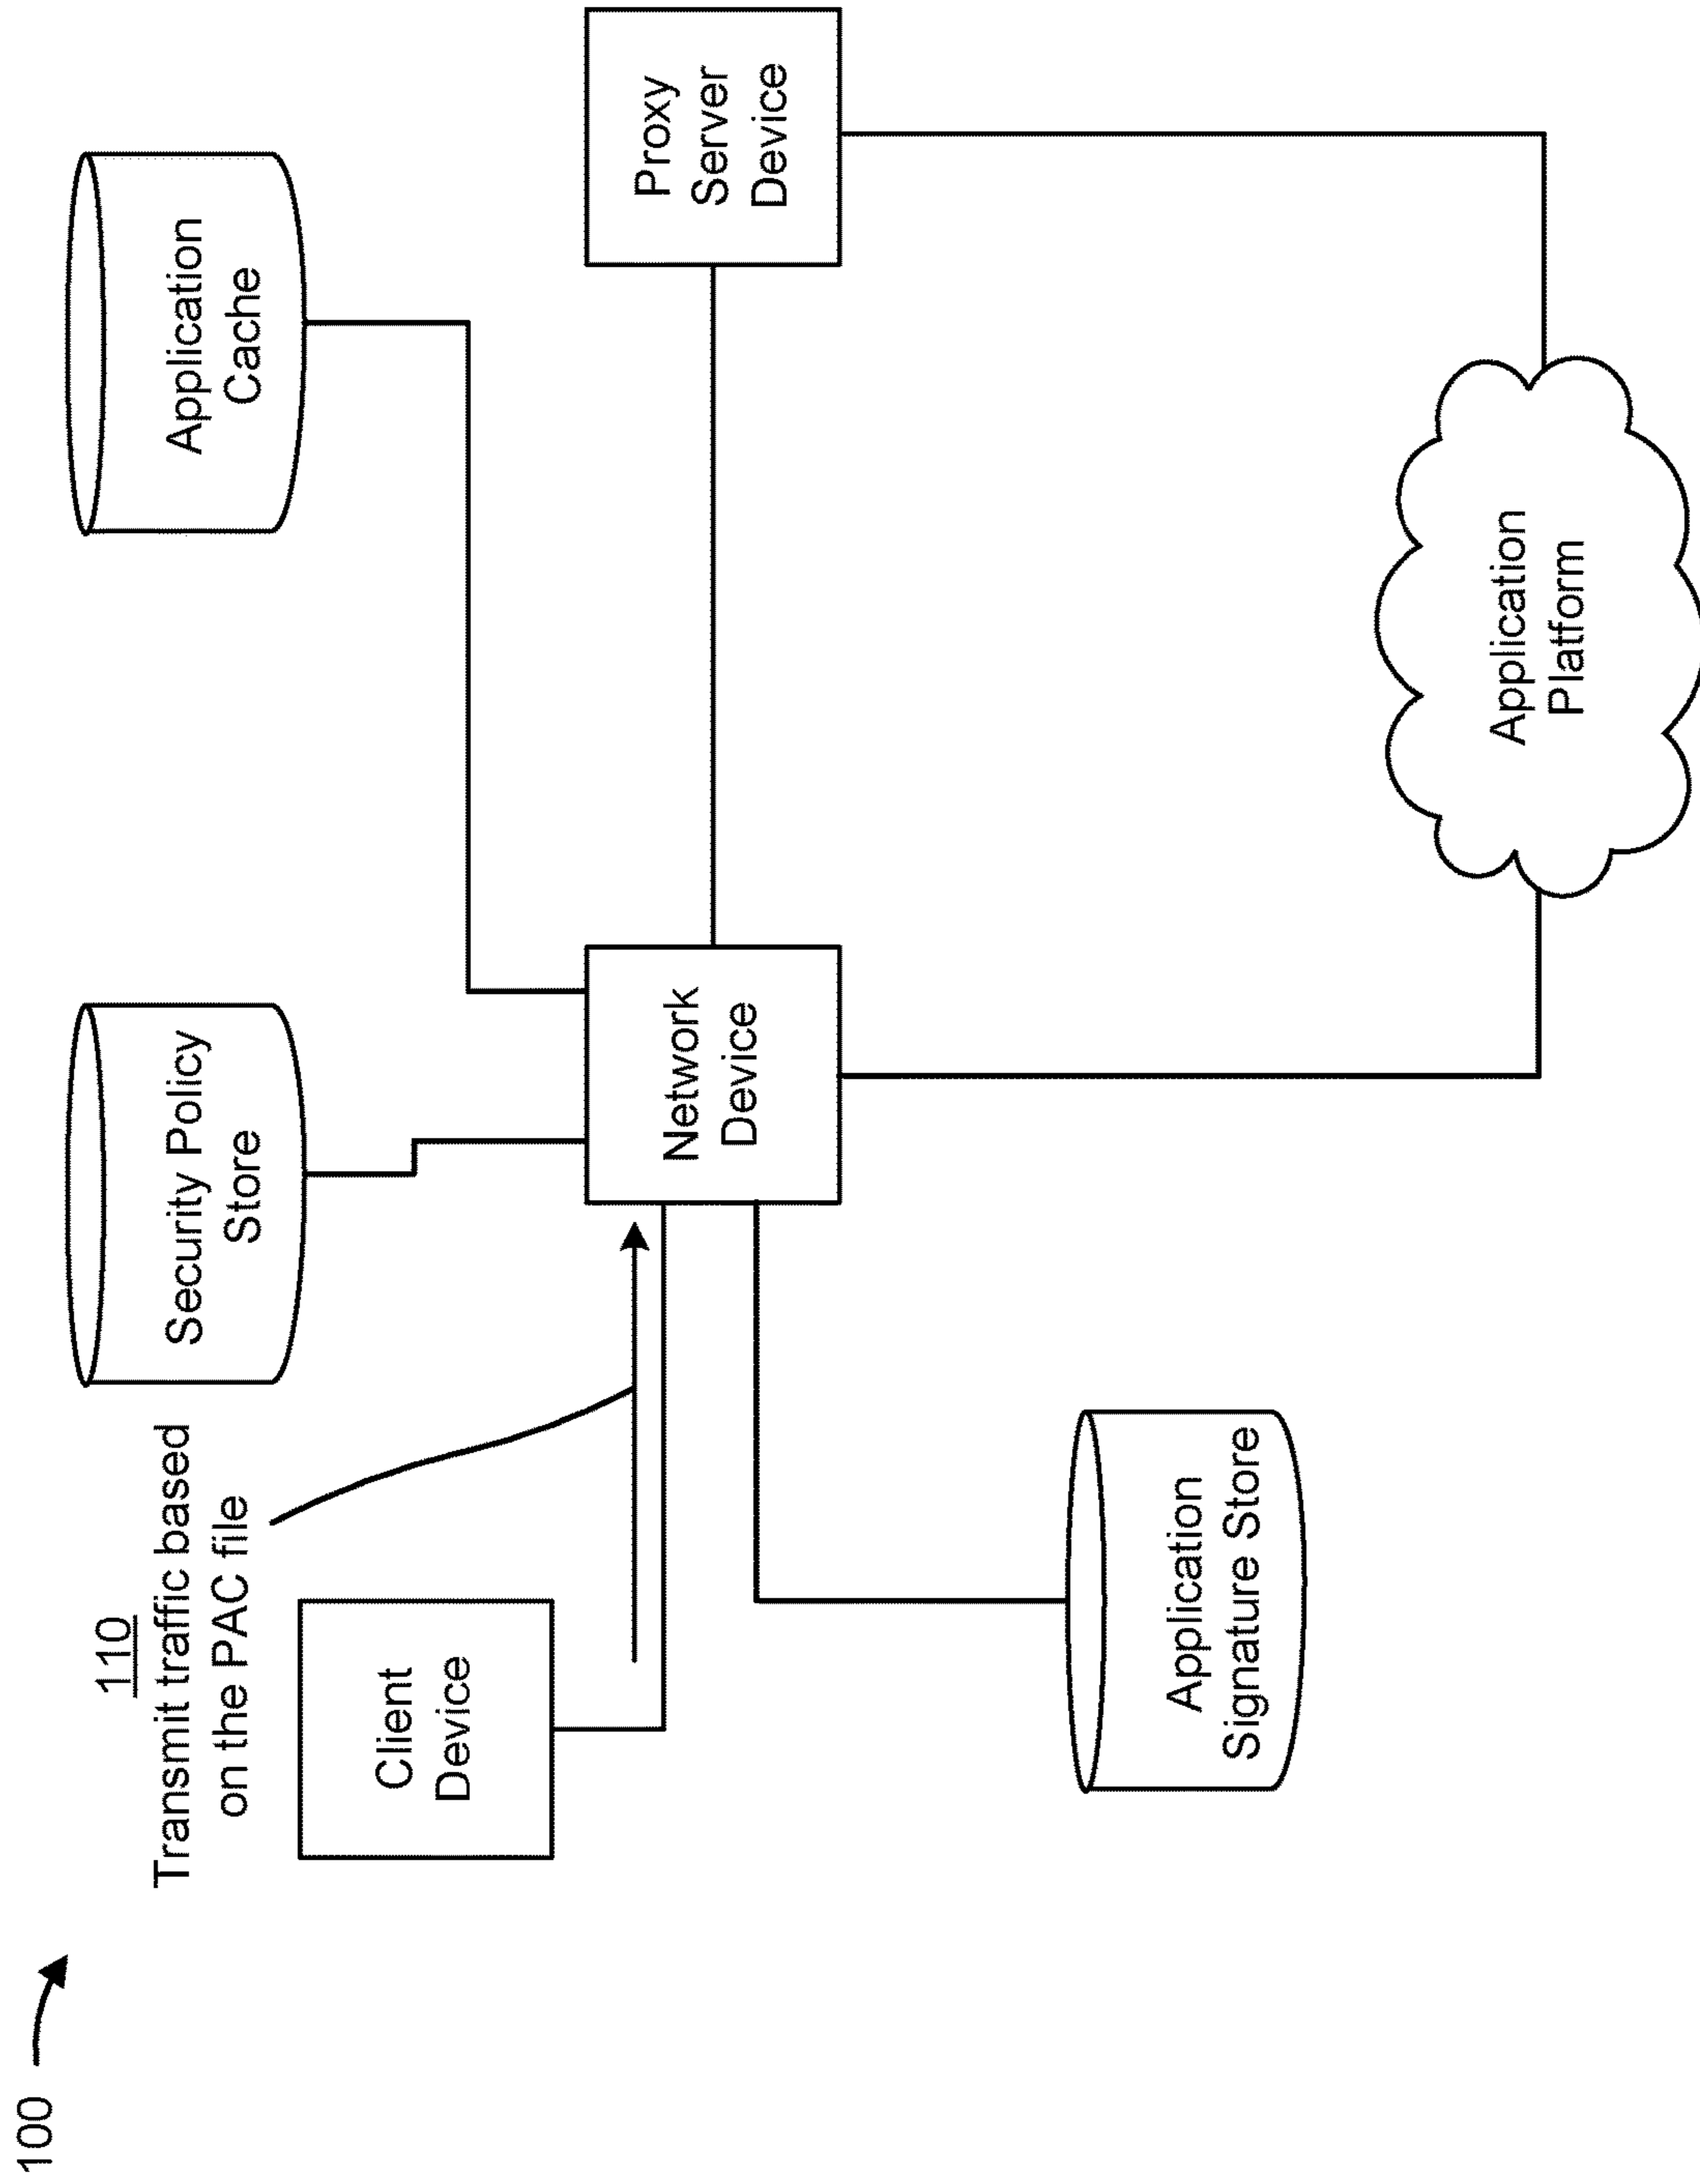 100
110
Transmit traffic based
on the PAC file
Security Policy
Store
Application
Cache
Client
Device
Network
Device
Proxy
Server
Device
Application
Signature Store
Application
Platform